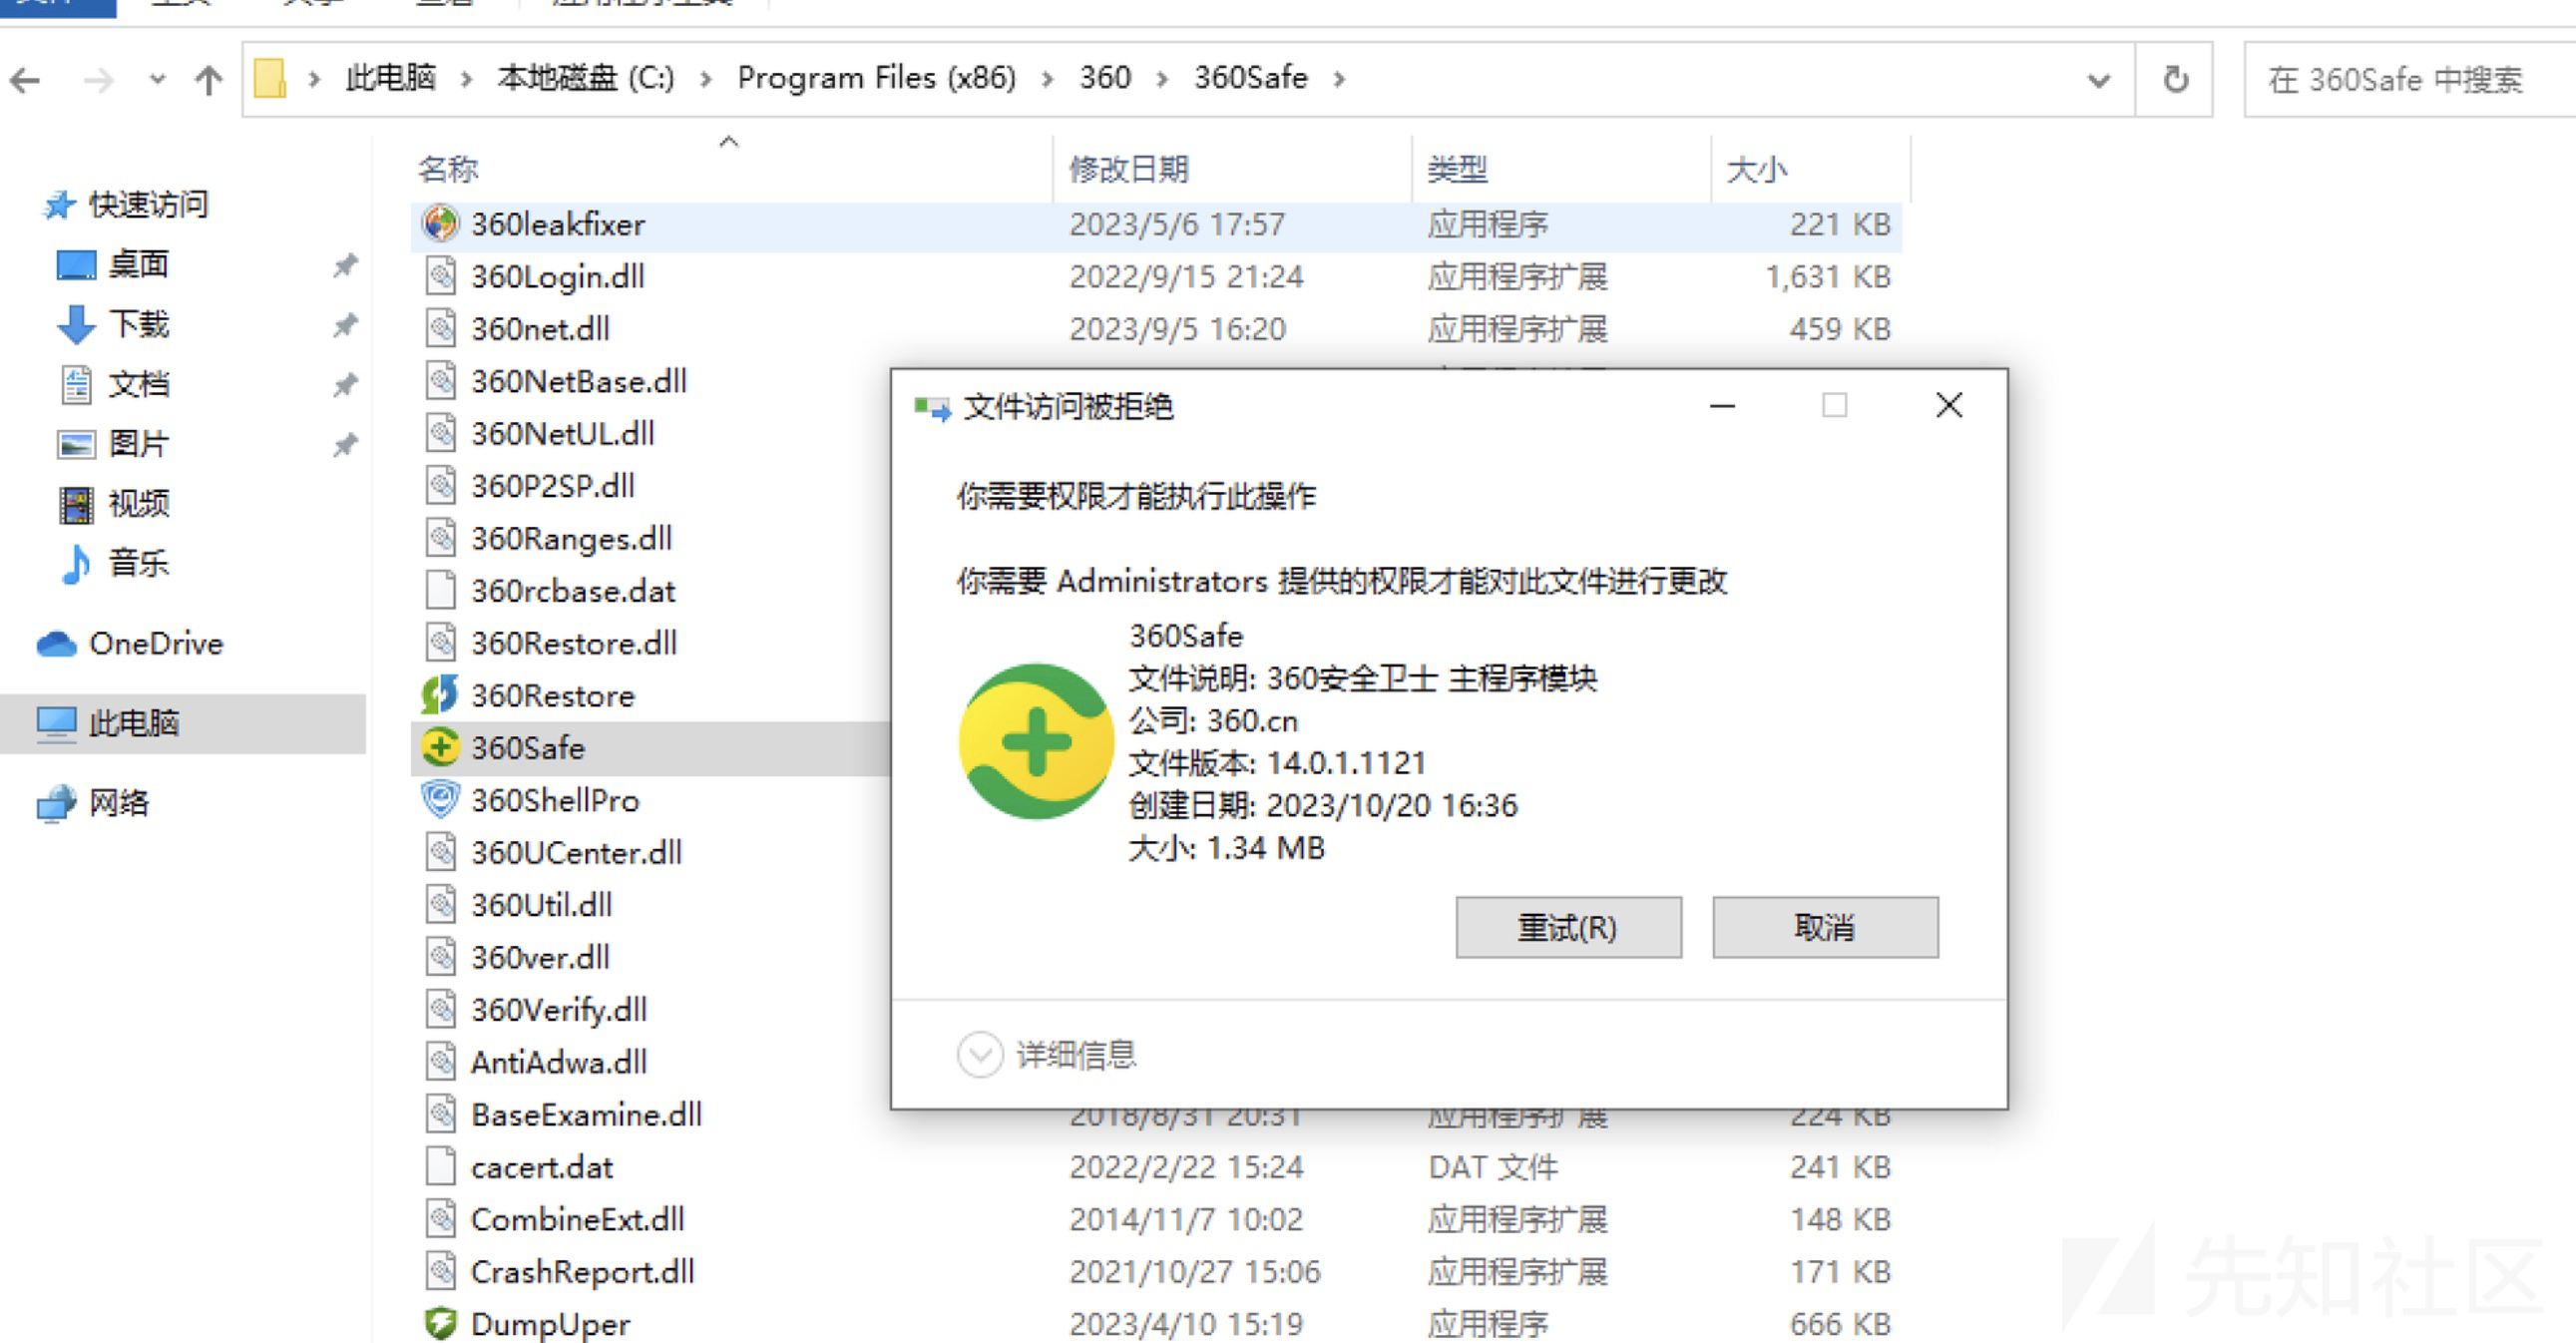 此电脑 › 本地磁盘 (C:) › Program Files (x86) › 360 › 360Safe ›
在 360Safe 中搜索
快速访问
桌面
下载
文档
图片
视频
音乐
OneDrive
此电脑
网络
名称 修改日期 类型 大小
360leakfixer 2023/5/6 17:57 应用程序 221 KB
360Login.dll 2022/9/15 21:24 应用程序扩展 1,631 KB
360net.dll 2023/9/5 16:20 应用程序扩展 459 KB
360NetBase.dll
360NetUL.dll
360P2SP.dll
360Ranges.dll
360rcbase.dat
360Restore.dll
360Restore
360Safe
360ShellPro
360UCenter.dll
360Util.dll
360ver.dll
360Verify.dll
AntiAdwa.dll
BaseExamine.dll 2018/8/31 20:31 应用程序扩展 224 KB
cacert.dat 2022/2/22 15:24 DAT 文件 241 KB
CombineExt.dll 2014/11/7 10:02 应用程序扩展 148 KB
CrashReport.dll 2021/10/27 15:06 应用程序扩展 171 KB
DumpUper 2023/4/10 15:19 应用程序 666 KB
文件访问被拒绝
你需要权限才能执行此操作
你需要 Administrators 提供的权限才能对此文件进行更改
360Safe
文件说明: 360安全卫士 主程序模块
公司: 360.cn
文件版本: 14.0.1.1121
创建日期: 2023/10/20 16:36
大小: 1.34 MB
重试(R)
取消
详细信息
先知社区